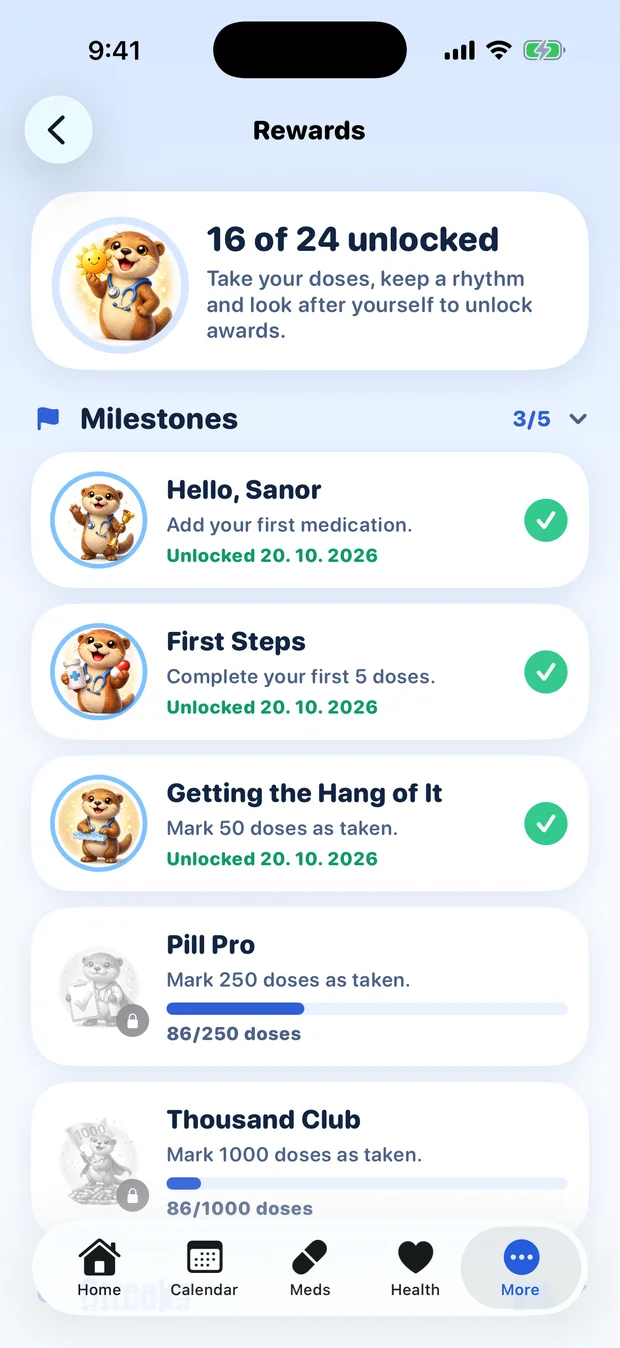 9:41
Rewards
16 of 24 unlocked
Take your doses, keep a rhythm
and look after yourself to unlock
awards.
Milestones
3/5
Hello, Sanor
Add your first medication.
Unlocked 20. 10. 2026
First Steps
Complete your first 5 doses.
Unlocked 20. 10. 2026
Getting the Hang of It
Mark 50 doses as taken.
Unlocked 20. 10. 2026
Pill Pro
Mark 250 doses as taken.
86/250 doses
1000
Thousand Club
Mark 1000 doses as taken.
86/1000 doses
Home
Calendar
Meds
Health
More